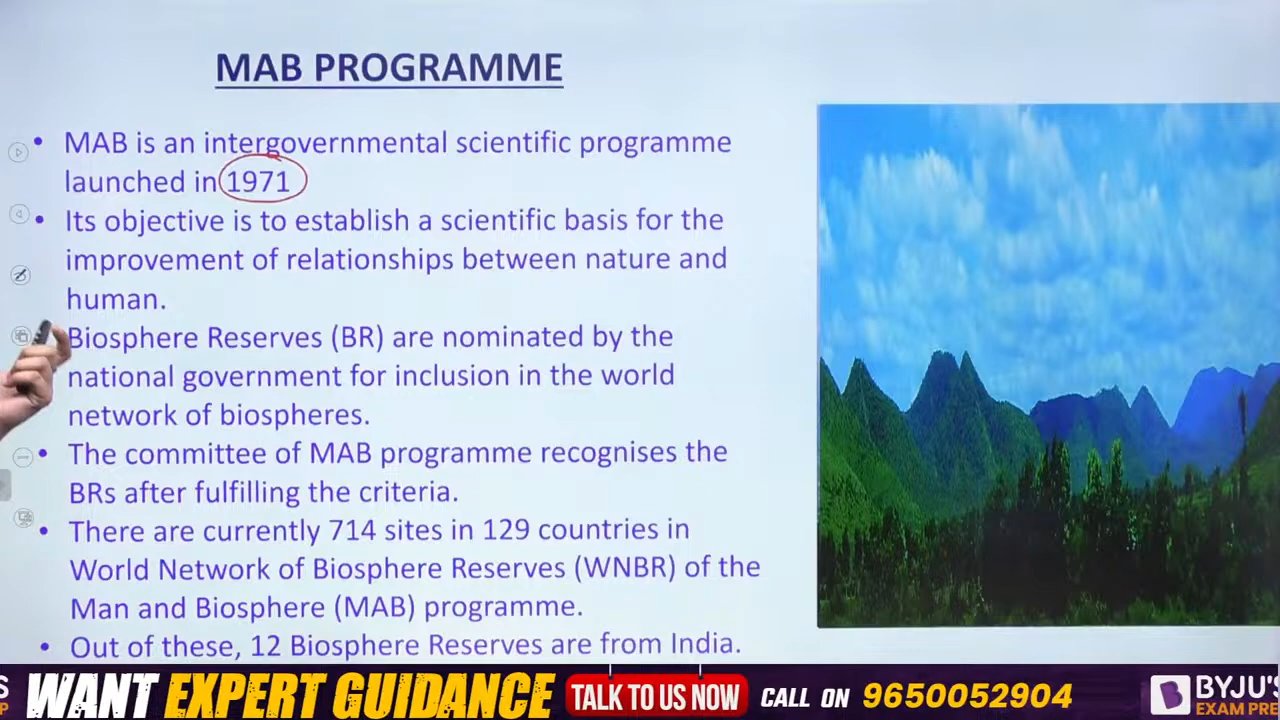 MAB PROGRAMME
• MAB is an intergovernmental scientific programme
launched in 1971
• Its objective is to establish a scientific basis for the
improvement of relationships between nature and
human.
Biosphere Reserves (BR) are nominated by the
national government for inclusion in the world
network of biospheres.
• The committee of MAB programme recognises the
BRs after fulfilling the criteria.
• There are currently 714 sites in 129 countries in
World Network of Biosphere Reserves (WNBR) of the
Man and Biosphere (MAB) programme.
• Out of these, 12 Biosphere Reserves are from India.
WANT EXPERT GUIDANCE TALK TO US NOW CALL ON 9650052904
BYJU'S
EXAM PRE